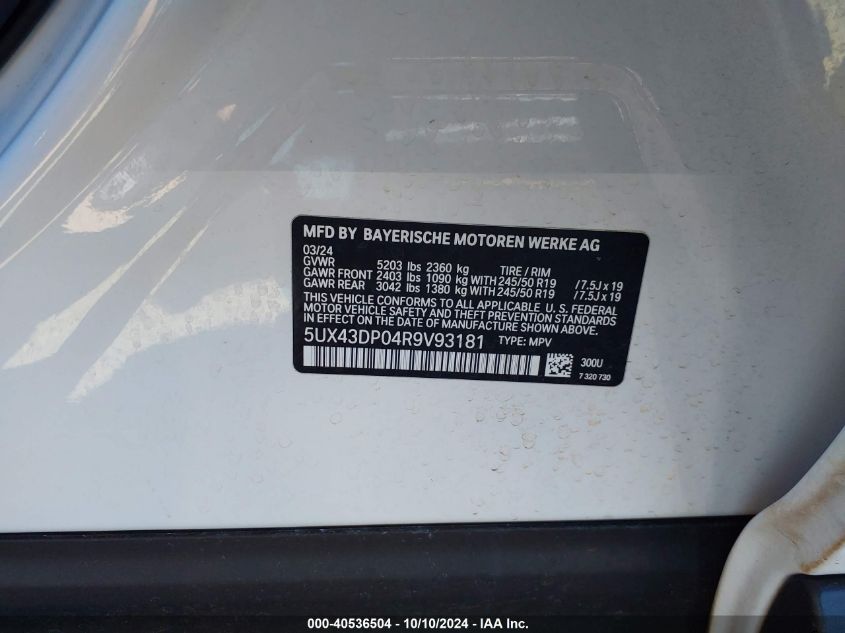 MFD BY BAYERISCHE MOTOREN WERKE AG
03/24
GVWR 5203 lbs 2360 kg TIRE / RIM
GAWR FRONT 2403 lbs 1090 kg WITH 245/50 R19 /7.5J x 19
GAWR REAR 3042 lbs 1380 kg WITH 245/50 R19 /7.5J x 19
THIS VEHICLE CONFORMS TO ALL APPLICABLE U. S. FEDERAL
MOTOR VEHICLE SAFETY AND THEFT PREVENTION STANDARDS
IN EFFECT ON THE DATE OF MANUFACTURE SHOWN ABOVE.
5UX43DP04R9V93181 TYPE: MPV
300U
7 320 730
000-40536504 - 10/10/2024 - IAA Inc.